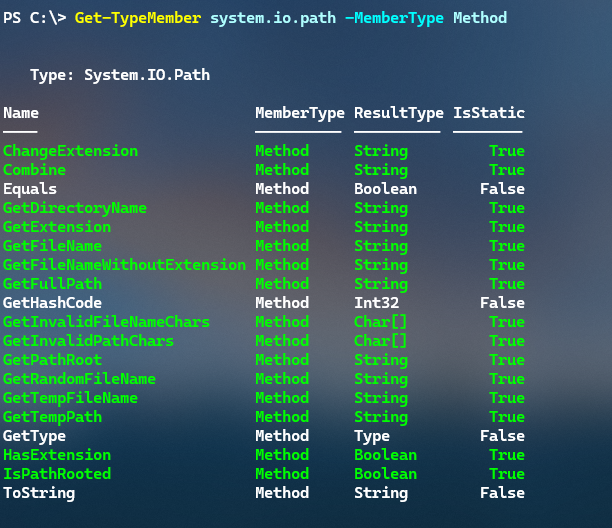 PS C:\> Get-TypeMember system.io.path -MemberType Method
Type: System.IO.Path
Name MemberType ResultType IsStatic
---- ---------- ---------- --------
ChangeExtension Method String True
Combine Method String True
Equals Method Boolean False
GetDirectoryName Method String True
GetExtension Method String True
GetFileName Method String True
GetFileNameWithoutExtension Method String True
GetFullPath Method String True
GetHashCode Method Int32 False
GetInvalidFileNameChars Method Char[] True
GetInvalidPathChars Method Char[] True
GetPathRoot Method String True
GetRandomFileName Method String True
GetTempFileName Method String True
GetTempPath Method String True
GetType Method Type False
HasExtension Method Boolean True
IsPathRooted Method Boolean True
ToString Method String False